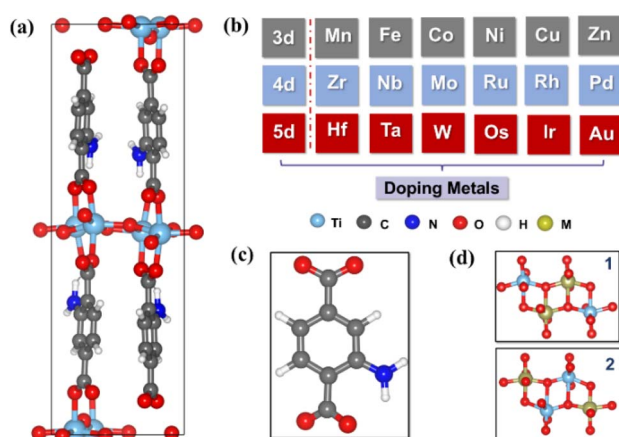 (a)
(b)
3d Mn Fe Co Ni Cu Zn
4d Zr Nb Mo Ru Rh Pd
5d Hf Ta W Os Ir Au
Doping Metals
Ti C N O H M
(c)
(d)
1
2